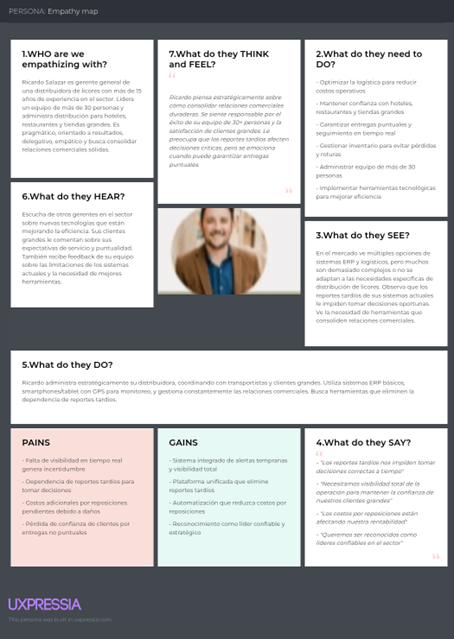 PERSONA: Empathy map
1.WHO are we
empathizing with?
Ricardo Salazar es gerente general de
una distribuidora de licores con más de 15
años de experiencia en el sector. Lidera
un equipo de más de 30 personas y
administra distribución para hoteles,
restaurantes y tiendas grandes. Es
pragmático, orientado a resultados,
delegativo, empático y busca consolidar
relaciones comerciales sólidas.
7.What do they THINK
and FEEL?
Ricardo piensa estratégicamente sobre
cómo consolidar relaciones comerciales
duraderas. Se siente responsable por el
éxito de su equipo de 30+ personas y la
satisfacción de clientes grandes. Le
preocupa que los reportes tardíos afecten
decisiones críticas, pero se emociona
cuando puede garantizar entregas
puntuales.
2.What do they need to
DO?
- Optimizar la logística para reducir
costos operativos
- Mantener confianza con hoteles,
restaurantes y tiendas grandes
- Garantizar entregas puntuales y
seguimiento en tiempo real
- Gestionar inventario para evitar pérdidas
y roturas
- Administrar equipo de más de 30
personas
- Implementar herramientas tecnológicas
para mejorar eficiencia
6.What do they HEAR?
Escucha de otros gerentes en el sector
sobre nuevas tecnologías que están
mejorando la eficiencia. Sus clientes
grandes le comentan sobre sus
expectativas de servicio y puntualidad.
También recibe feedback de su equipo
sobre las limitaciones de los sistemas
actuales y la necesidad de mejores
herramientas.
3.What do they SEE?
En el mercado ve múltiples opciones de
sistemas ERP y logísticos, pero muchos
son demasiado complejos o no se
adaptan a las necesidades específicas de
distribución de licores. Observa que los
reportes tardíos de sus sistemas actuales
le impiden tomar decisiones oportunas.
Ve la necesidad de herramientas que
consoliden relaciones comerciales.
5.What do they DO?
Ricardo administra estratégicamente su distribuidora, coordinando con transportistas y clientes grandes. Utiliza sistemas ERP básicos,
smartphones/tablet con GPS para monitoreo, y gestiona constantemente las relaciones comerciales. Busca herramientas que eliminen la
dependencia de reportes tardíos.
PAINS
- Falta de visibilidad en tiempo real
genera incertidumbre
- Dependencia de reportes tardíos para
tomar decisiones
- Costos adicionales por reposiciones
pendientes debido a daños
- Pérdida de confianza de clientes por
entregas no puntuales
GAINS
- Sistema integrado de alertas tempranas
y visibilidad total
- Plataforma unificada que elimine
reportes tardíos
- Automatización que reduzca costos por
reposiciones
- Reconocimiento como líder confiable y
estratégico
4.What do they SAY?
- "Los reportes tardíos nos impiden tomar
decisiones correctas a tiempo"
- "Necesitamos visibilidad total de la
operación para mantener la confianza de
nuestros clientes grandes"
- "Los costos por reposiciones están
afectando nuestra rentabilidad"
- "Queremos ser reconocidos como
líderes confiables en el sector"
UXPRESSIA
This persona was built in uxpressia.com